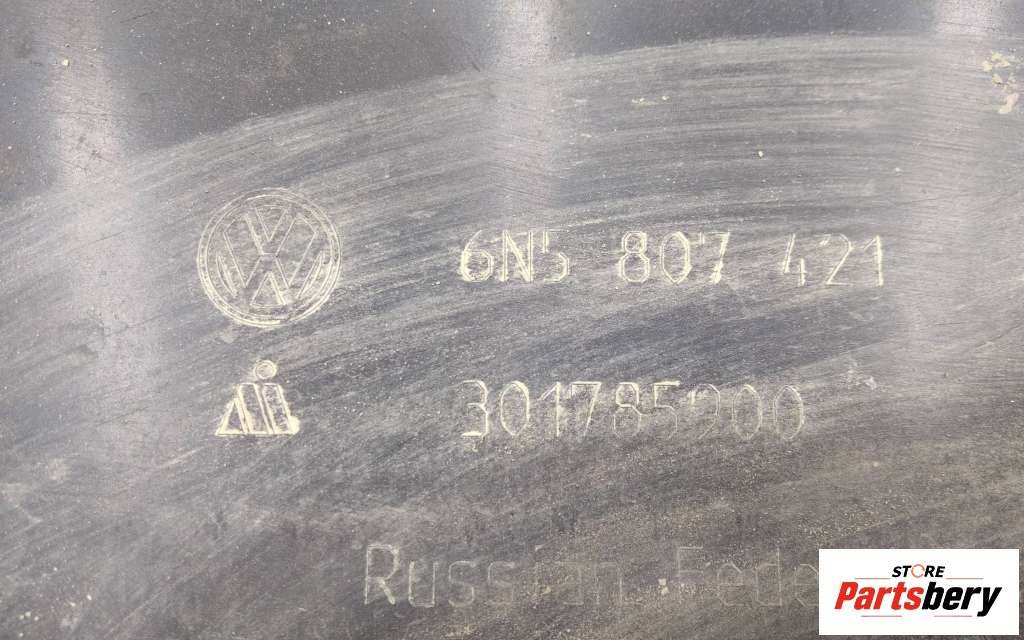 6N5 807 421
301785900
Russian Fede
STORE
Partsbery